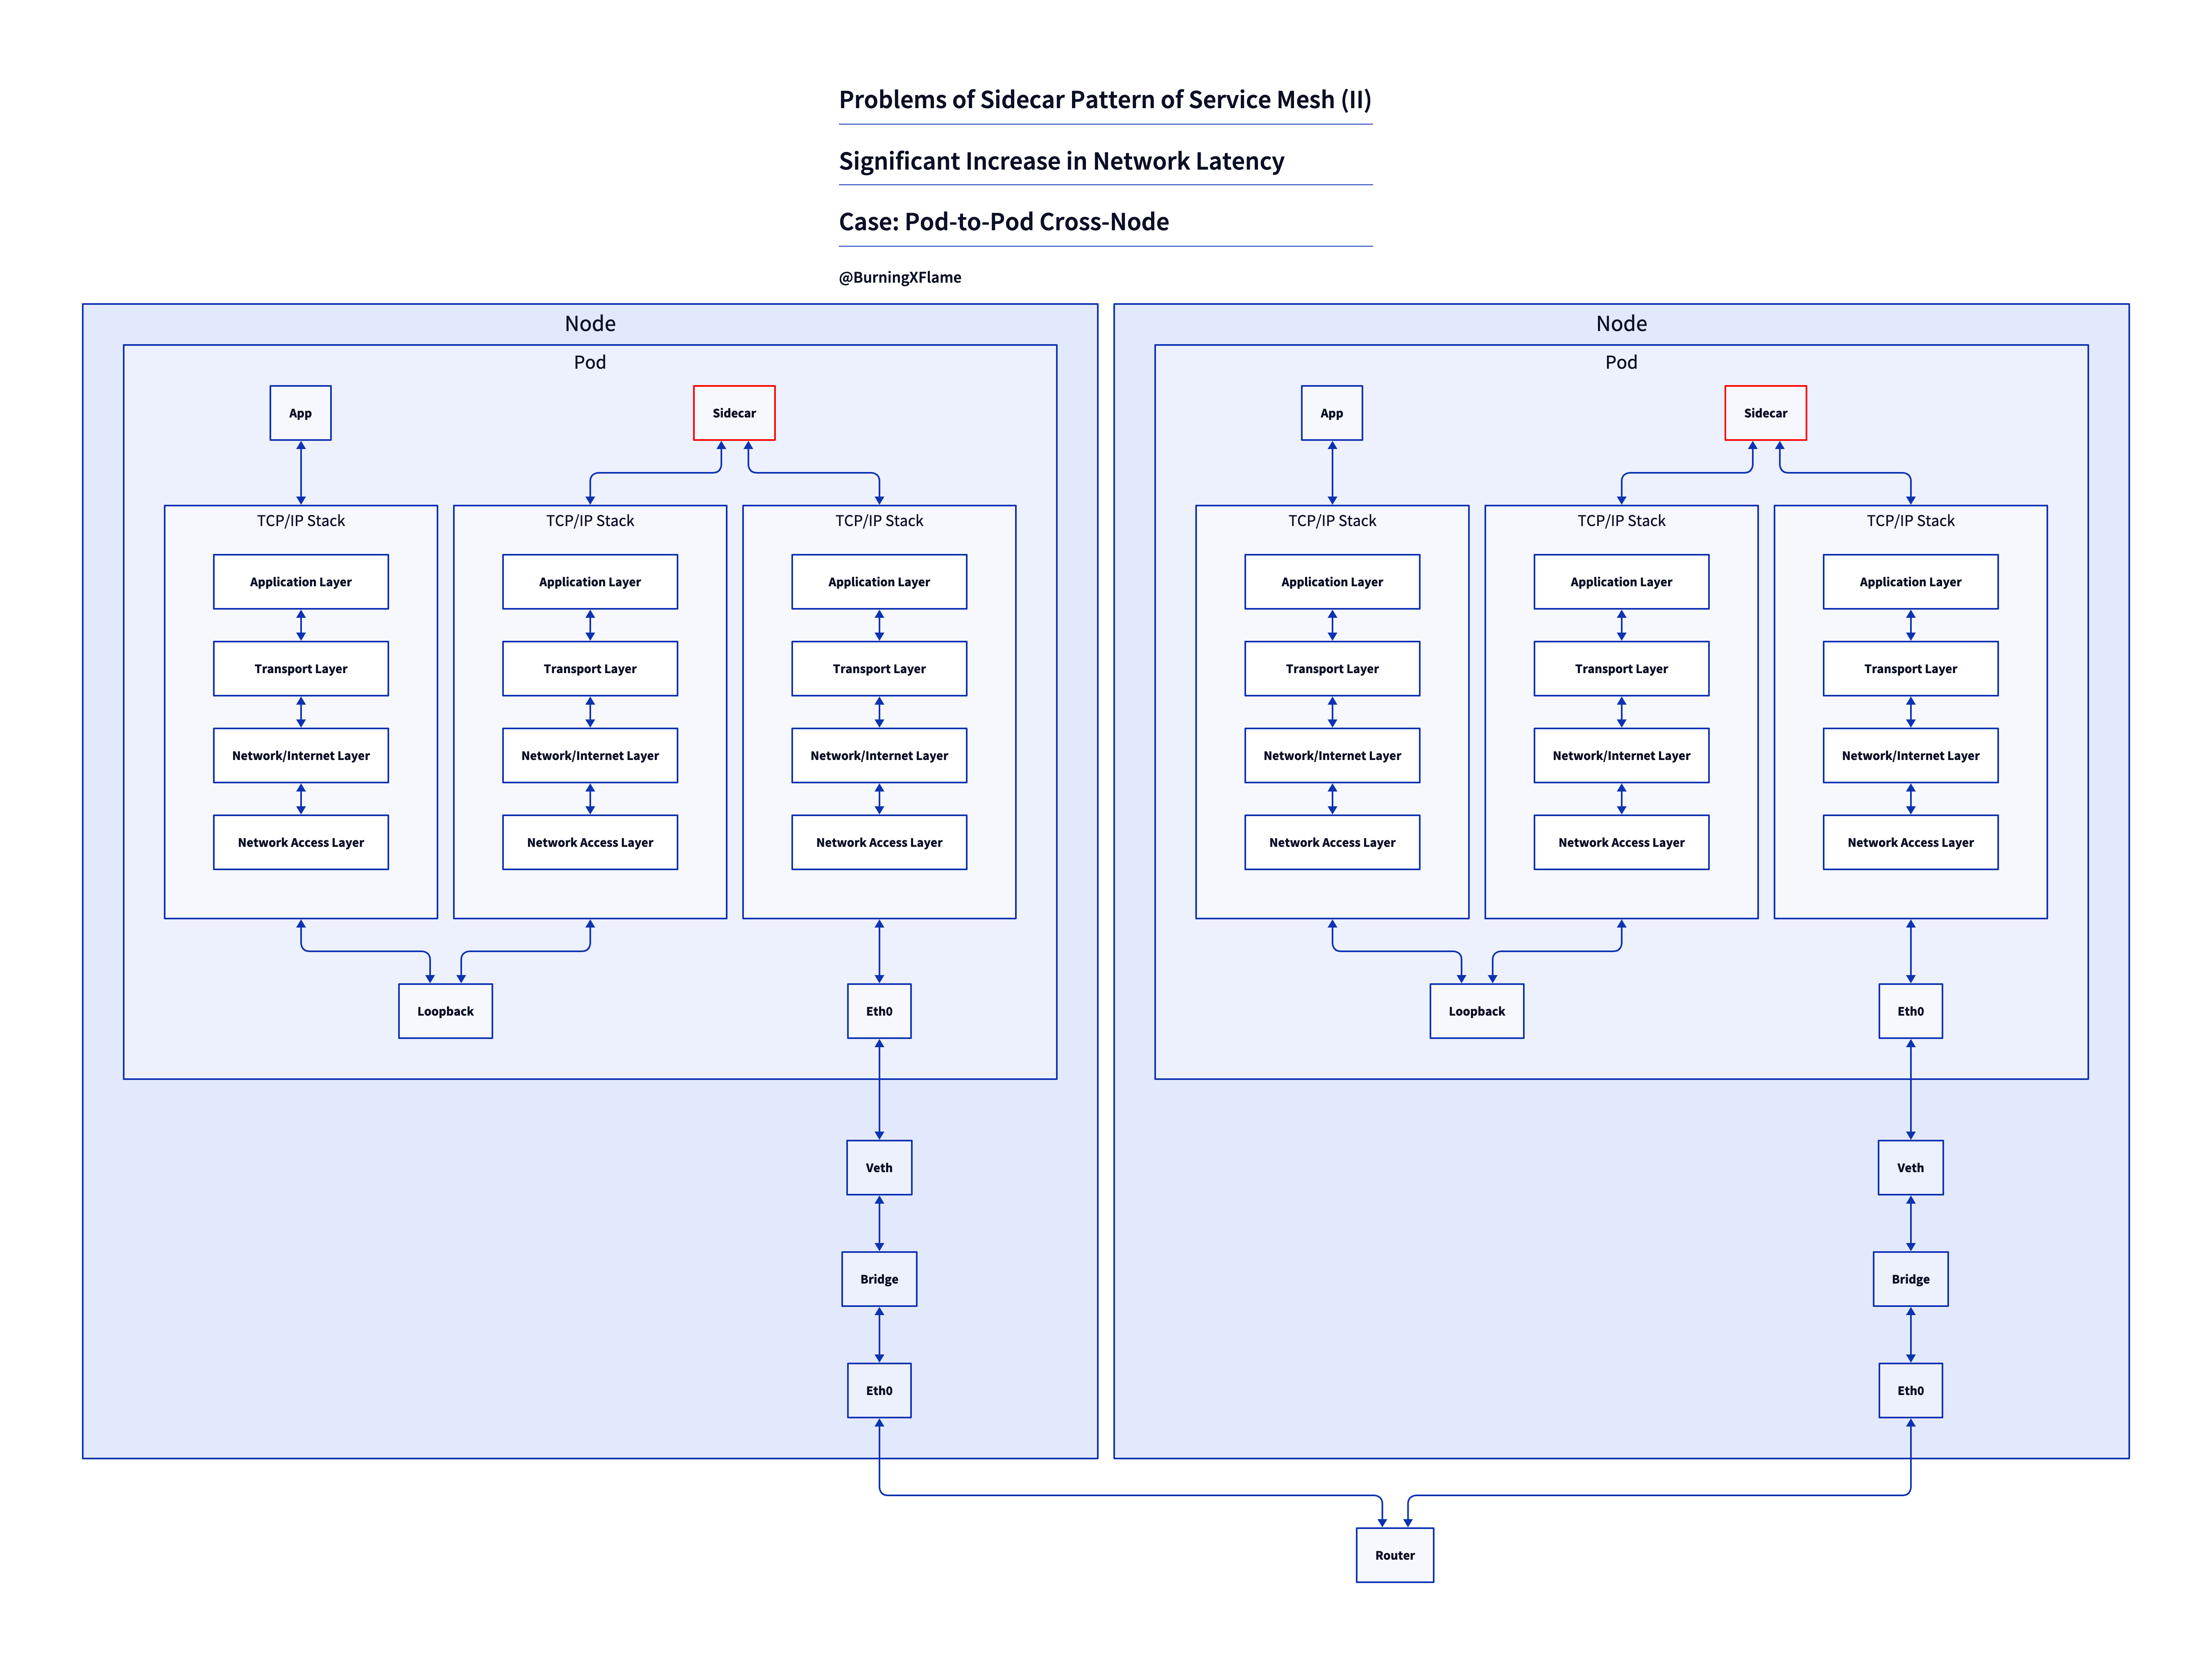 Problems of Sidecar Pattern of Service Mesh (II)
Significant Increase in Network Latency
Case: Pod-to-Pod Cross-Node
@BurningXFlame
Node
Pod
App
Sidecar
TCP/IP Stack
Application Layer
Transport Layer
Network/Internet Layer
Network Access Layer
TCP/IP Stack
Application Layer
Transport Layer
Network/Internet Layer
Network Access Layer
TCP/IP Stack
Application Layer
Transport Layer
Network/Internet Layer
Network Access Layer
Loopback
Eth0
Veth
Bridge
Eth0
Node
Pod
App
Sidecar
TCP/IP Stack
Application Layer
Transport Layer
Network/Internet Layer
Network Access Layer
TCP/IP Stack
Application Layer
Transport Layer
Network/Internet Layer
Network Access Layer
TCP/IP Stack
Application Layer
Transport Layer
Network/Internet Layer
Network Access Layer
Loopback
Eth0
Veth
Bridge
Eth0
Router